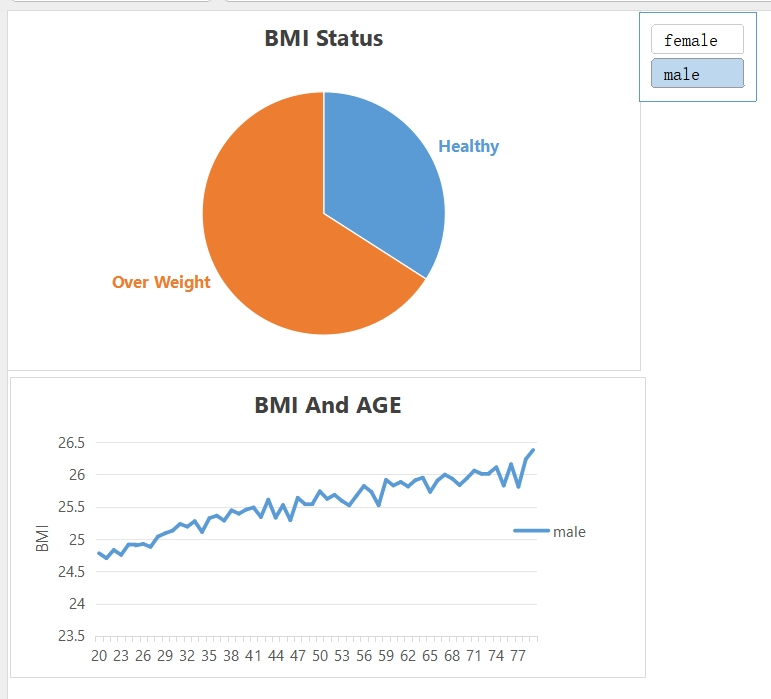 BMI Status
female
male
Healthy
Over Weight
BMI And AGE
26.5
26
25.5
25
24.5
24
23.5
BMI
male
20 23 26 29 32 35 38 41 44 47 50 53 56 59 62 65 68 71 74 77